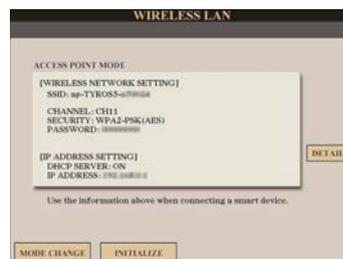 WIRELESS LAN
ACCESS POINT MODE
[WIRELESS NETWORK SETTING]
SSID: ap-TYROS5-
CHANNEL: CH11
SECURITY: WPA2-PSK(AES)
PASSWORD:
[IP ADDRESS SETTING]
DHCP SERVER: ON
IP ADDRESS:
DETAIL
Use the information above when connecting a smart device.
MODE CHANGE
INITIALIZE